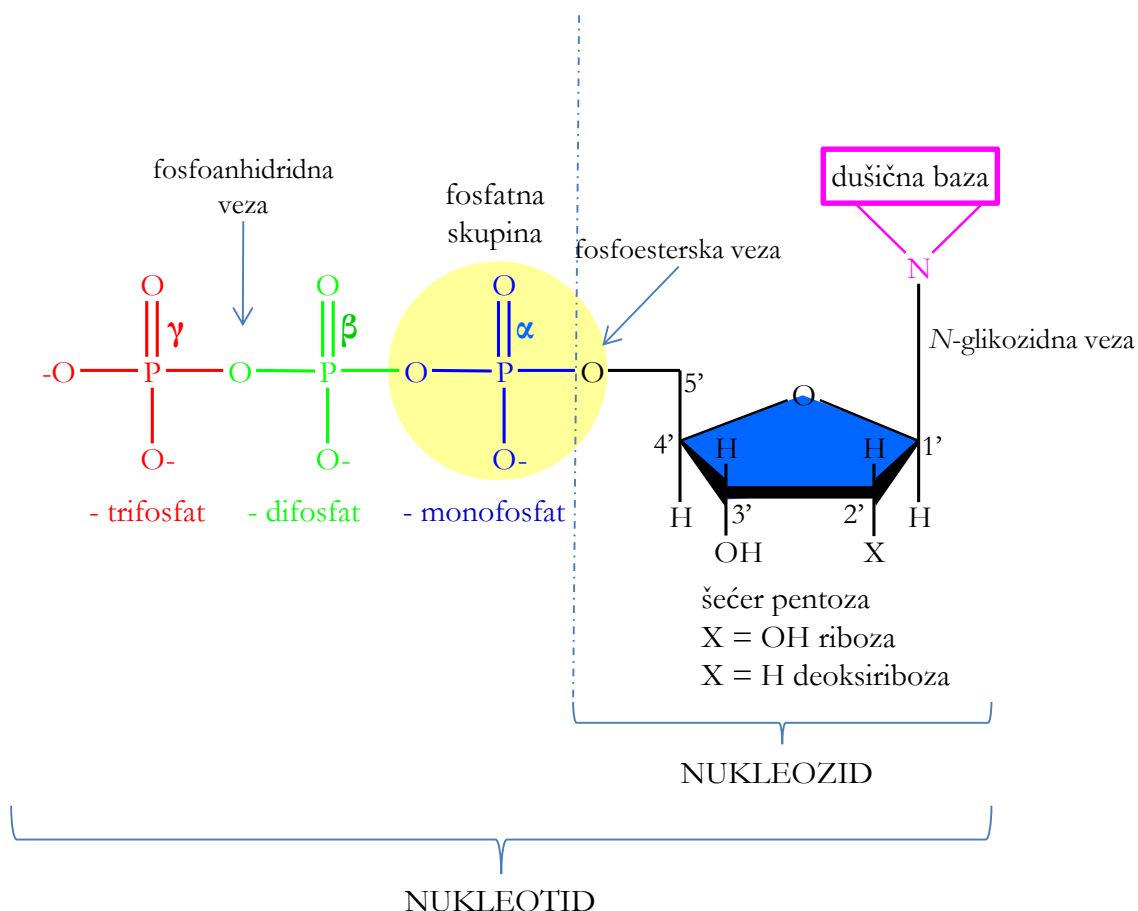 fosfoanhidridna
veza
fosfatna
skupina
dušična baza
fosfoesterska veza
N
N-glikozidna veza
O
O
O
γ
β
α
-O
P
O
P
O
P
O
5'
O
4'
H
H
1'
O-
O-
O-
H
3'
2'
H
OH
X
- trifosfat
- difosfat
- monofosfat
šećer pentoza
X = OH riboza
X = H deoksiriboza
NUKLEOZID
NUKLEOTID